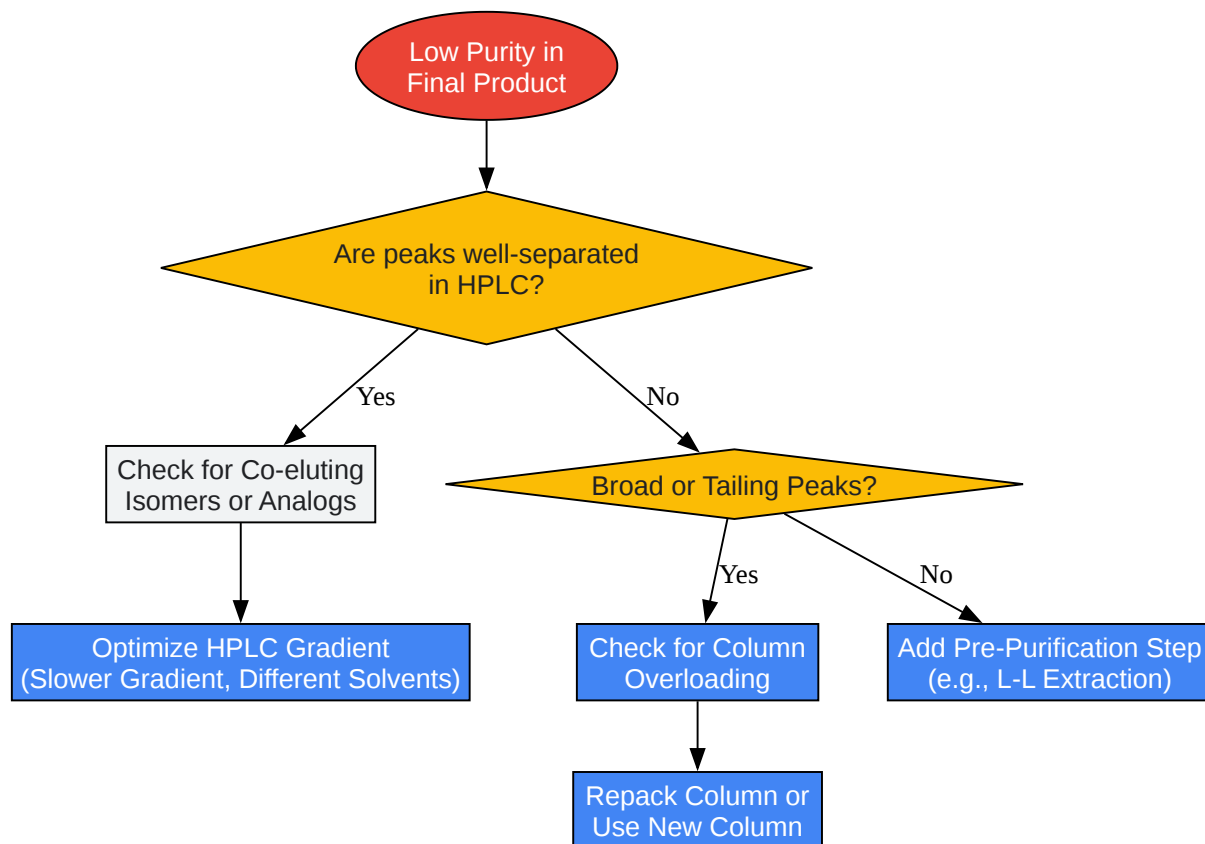 Low Purity in
Final Product
Are peaks well-separated
in HPLC?
Yes
No
Check for Co-eluting
Isomers or Analogs
Broad or Tailing Peaks?
Yes
No
Optimize HPLC Gradient
(Slower Gradient, Different Solvents)
Check for Column
Overloading
Add Pre-Purification Step
(e.g., L-L Extraction)
Repack Column or
Use New Column